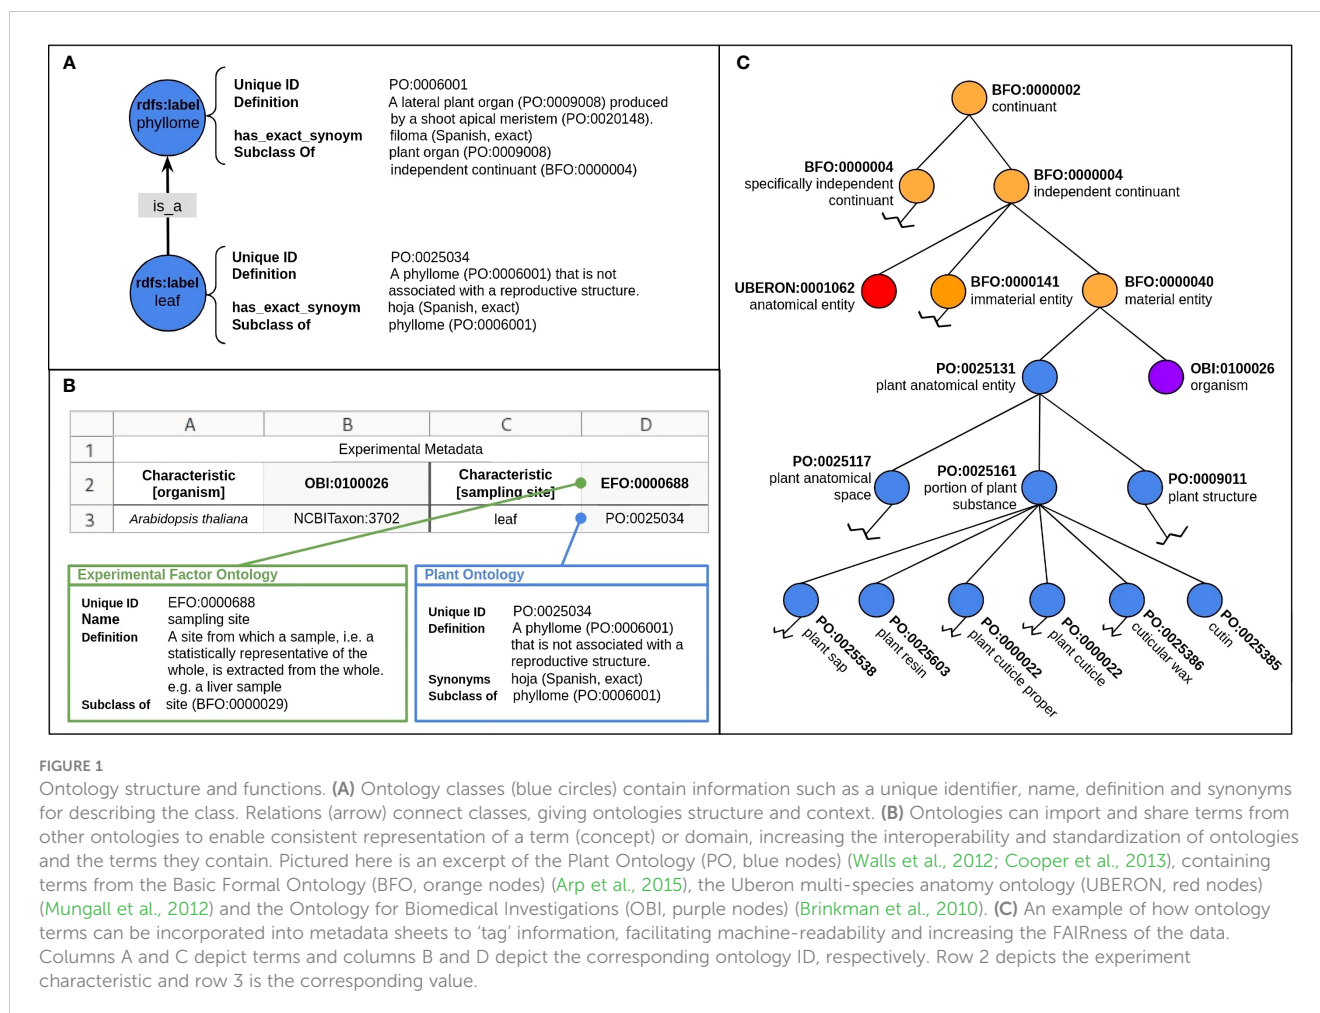 A
rdfs:label
phyllome
Unique ID PO:0006001
Definition A lateral plant organ (PO:0009008) produced
by a shoot apical meristem (PO:0020148).
has_exact_synoym filoma (Spanish, exact)
Subclass Of plant organ (PO:0009008)
independent continuant (BFO:0000004)
is_a
rdfs:label
leaf
Unique ID PO:0025034
Definition A phyllome (PO:0006001) that is not
associated with a reproductive structure.
has_exact_synoym hoja (Spanish, exact)
Subclass of phyllome (PO:0006001)
B
A B C D
1 Experimental Metadata
2 Characteristic [organism] OBI:0100026 Characteristic [sampling site] EFO:0000688
3 Arabidopsis thaliana NCBITaxon:3702 leaf PO:0025034
Experimental Factor Ontology
Unique ID EFO:0000688
Name sampling site
Definition A site from which a sample, i.e. a
statistically representative of the
whole, is extracted from the whole.
e.g. a liver sample
Subclass of site (BFO:0000029)
Plant Ontology
Unique ID PO:0025034
Definition A phyllome (PO:0006001)
that is not associated with a
reproductive structure.
Synonyms hoja (Spanish, exact)
Subclass of phyllome (PO:0006001)
C
BFO:0000002
continuant
BFO:0000004
specifically independent
continuant
BFO:0000004
independent continuant
UBERON:0001062
anatomical entity
BFO:0000141
immaterial entity
BFO:0000040
material entity
PO:0025131
plant anatomical entity
OBI:0100026
organism
PO:0025117
plant anatomical
space
PO:0025161
portion of plant
substance
PO:0009011
plant structure
PO:0025538
plant sap
PO:0025603
plant resin
PO:0000022
plant cuticle proper
PO:0000022
plant cuticle
PO:0025386
cuticular wax
PO:0025385
cutin
FIGURE 1
Ontology structure and functions. (A) Ontology classes (blue circles) contain information such as a unique identifier, name, definition and synonyms
for describing the class. Relations (arrow) connect classes, giving ontologies structure and context. (B) Ontologies can import and share terms from
other ontologies to enable consistent representation of a term (concept) or domain, increasing the interoperability and standardization of ontologies
and the terms they contain. Pictured here is an excerpt of the Plant Ontology (PO, blue nodes) (Walls et al., 2012; Cooper et al., 2013), containing
terms from the Basic Formal Ontology (BFO, orange nodes) (Arp et al., 2015), the Uberon multi-species anatomy ontology (UBERON, red nodes)
(Mungall et al., 2012) and the Ontology for Biomedical Investigations (OBI, purple nodes) (Brinkman et al., 2010). (C) An example of how ontology
terms can be incorporated into metadata sheets to ‘tag’ information, facilitating machine-readability and increasing the FAIRness of the data.
Columns A and C depict terms and columns B and D depict the corresponding ontology ID, respectively. Row 2 depicts the experiment
characteristic and row 3 is the corresponding value.